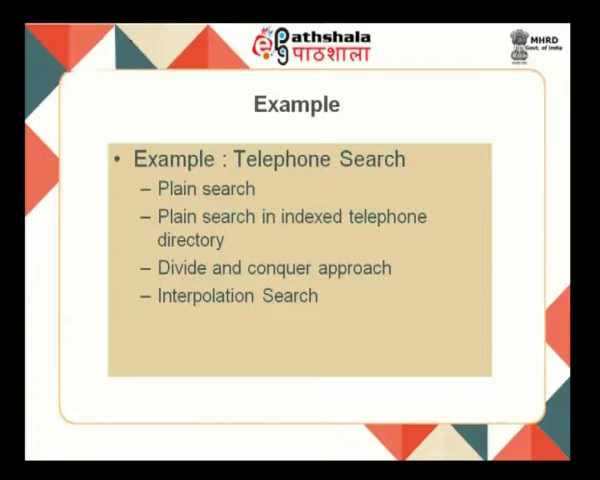 ePG Pathshala
पाठशाला
MHRD
Govt. of India
Example
• Example : Telephone Search
– Plain search
– Plain search in indexed telephone
directory
– Divide and conquer approach
– Interpolation Search